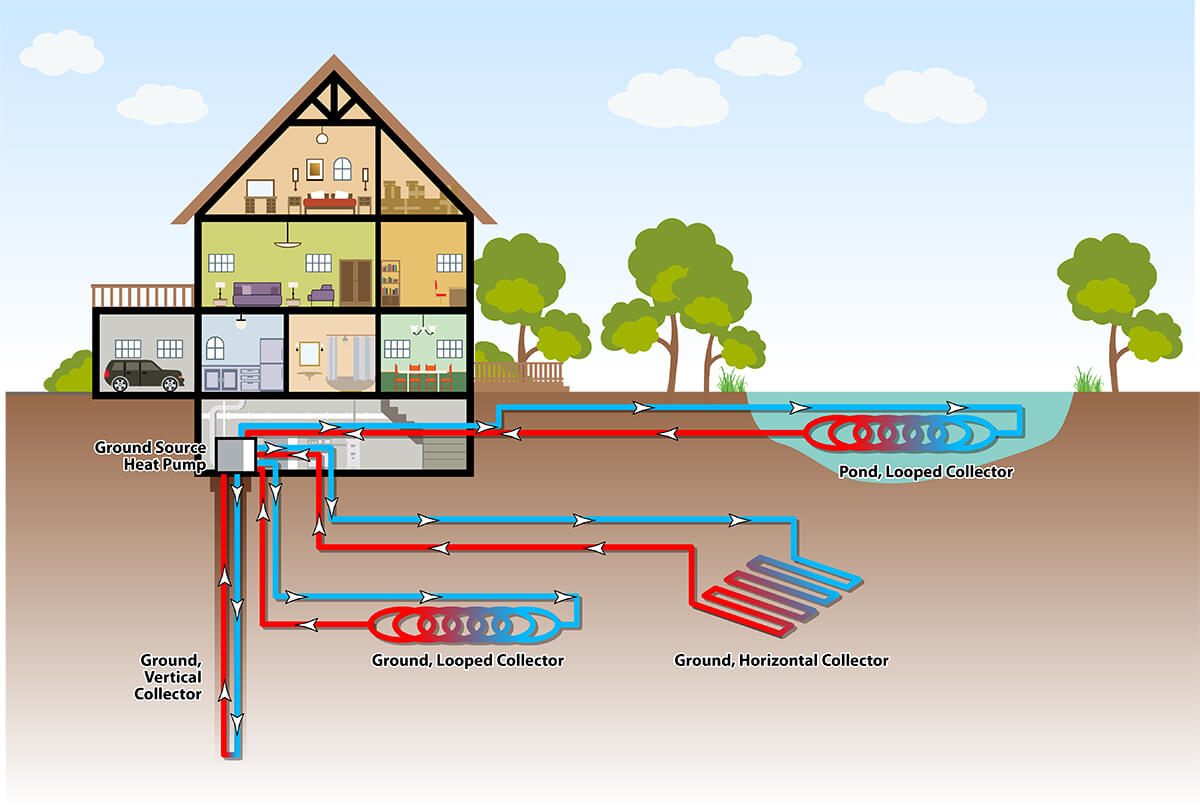 Ground Source
Heat Pump
Pond, Looped Collector
Ground,
Vertical
Collector
Ground, Looped Collector
Ground, Horizontal Collector